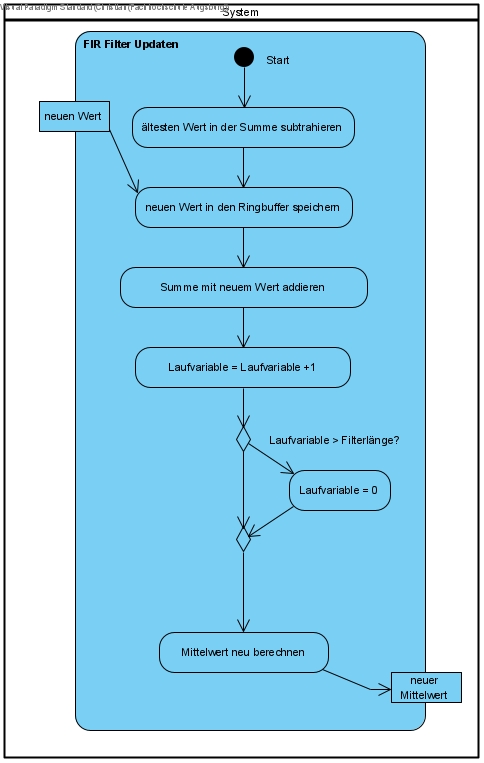 Visual Paradigm Standard(Christian(Fachhochschule Augsburg))
System
FIR Filter Updaten
Start
neuen Wert
ältesten Wert in der Summe subtrahieren
neuen Wert in den Ringbuffer speichern
Summe mit neuem Wert addieren
Laufvariable = Laufvariable +1
Laufvariable > Filterlänge?
Laufvariable = 0
Mittelwert neu berechnen
neuer
Mittelwert